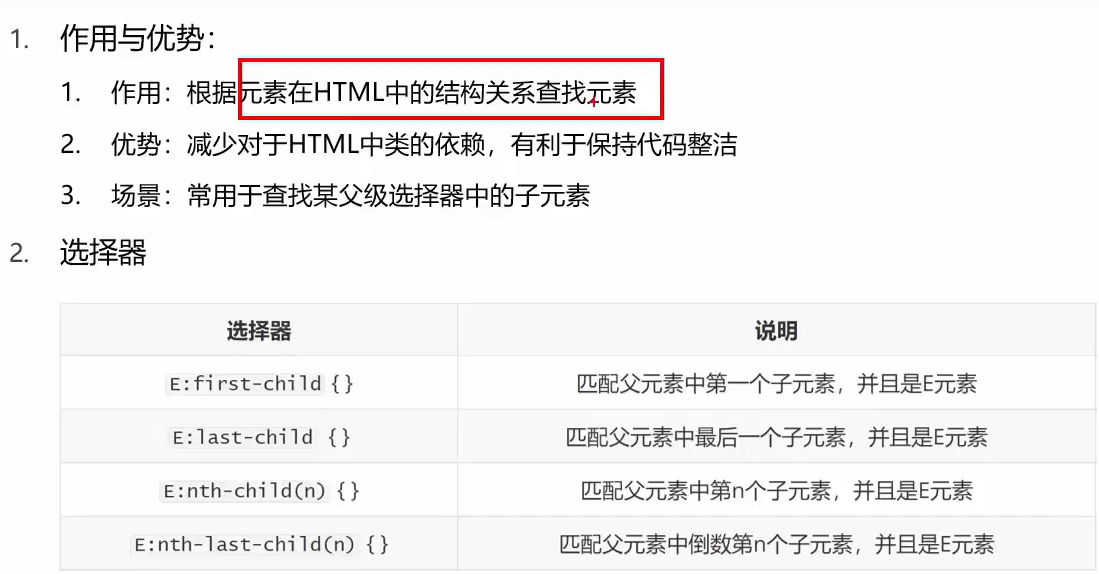 1. 作用与优势：
1. 作用：根据元素在HTML中的结构关系查找元素
2. 优势：减少对于HTML中类的依赖，有利于保持代码整洁
3. 场景：常用于查找某父级选择器中的子元素
2. 选择器
选择器 说明
E:first-child {} 匹配父元素中第一个子元素，并且是E元素
E:last-child {} 匹配父元素中最后一个子元素，并且是E元素
E:nth-child(n) {} 匹配父元素中第n个子元素，并且是E元素
E:nth-last-child(n) {} 匹配父元素中倒数第n个子元素，并且是E元素